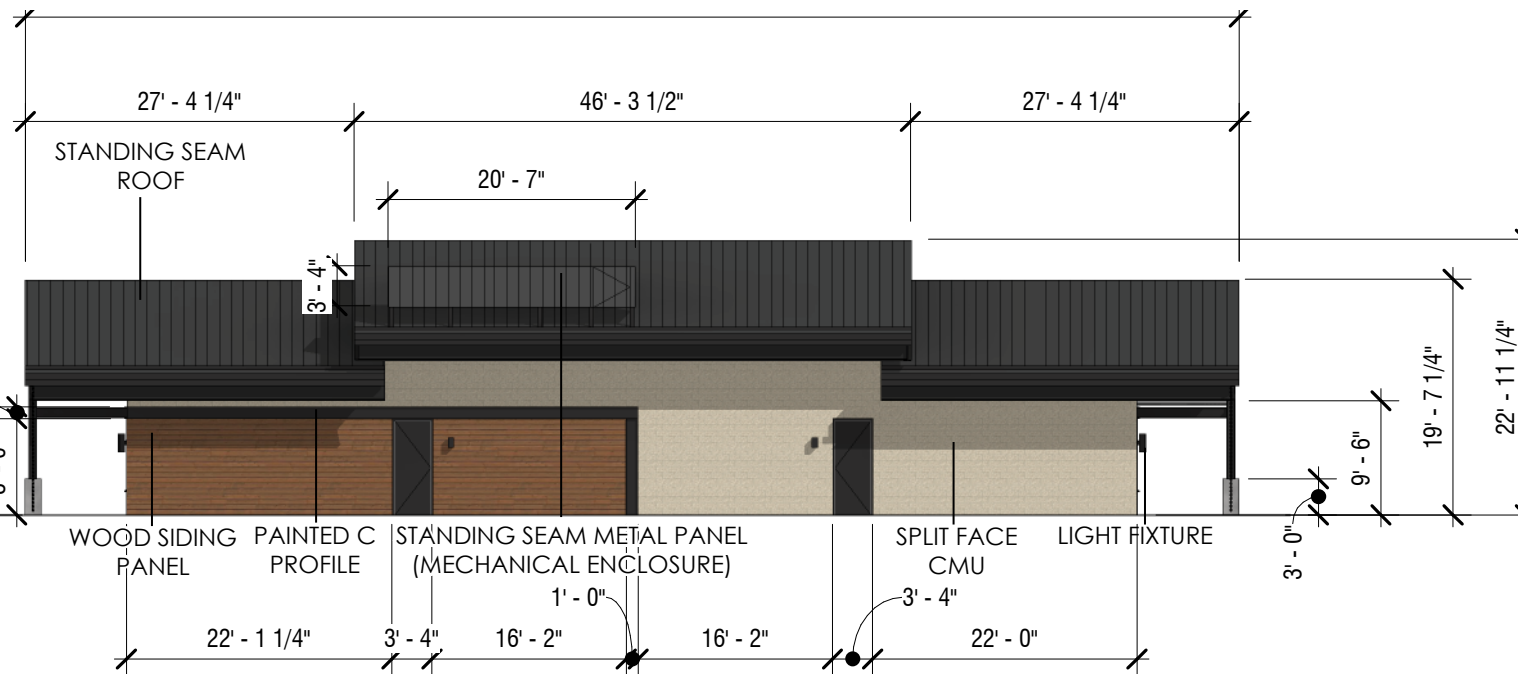 27' - 4 1/4"
46' - 3 1/2"
27' - 4 1/4"
STANDING SEAM
ROOF
20' - 7"
3' - 4"
22' - 11 1/4"
19' - 7 1/4"
9' - 6"
3' - 0"
WOOD SIDING
PANEL
PAINTED C
PROFILE
STANDING SEAM METAL PANEL
(MECHANICAL ENCLOSURE)
SPLIT FACE
CMU
LIGHT FIXTURE
1' - 0"
3' - 4"
22' - 1 1/4"
3' - 4"
16' - 2"
16' - 2"
22' - 0"